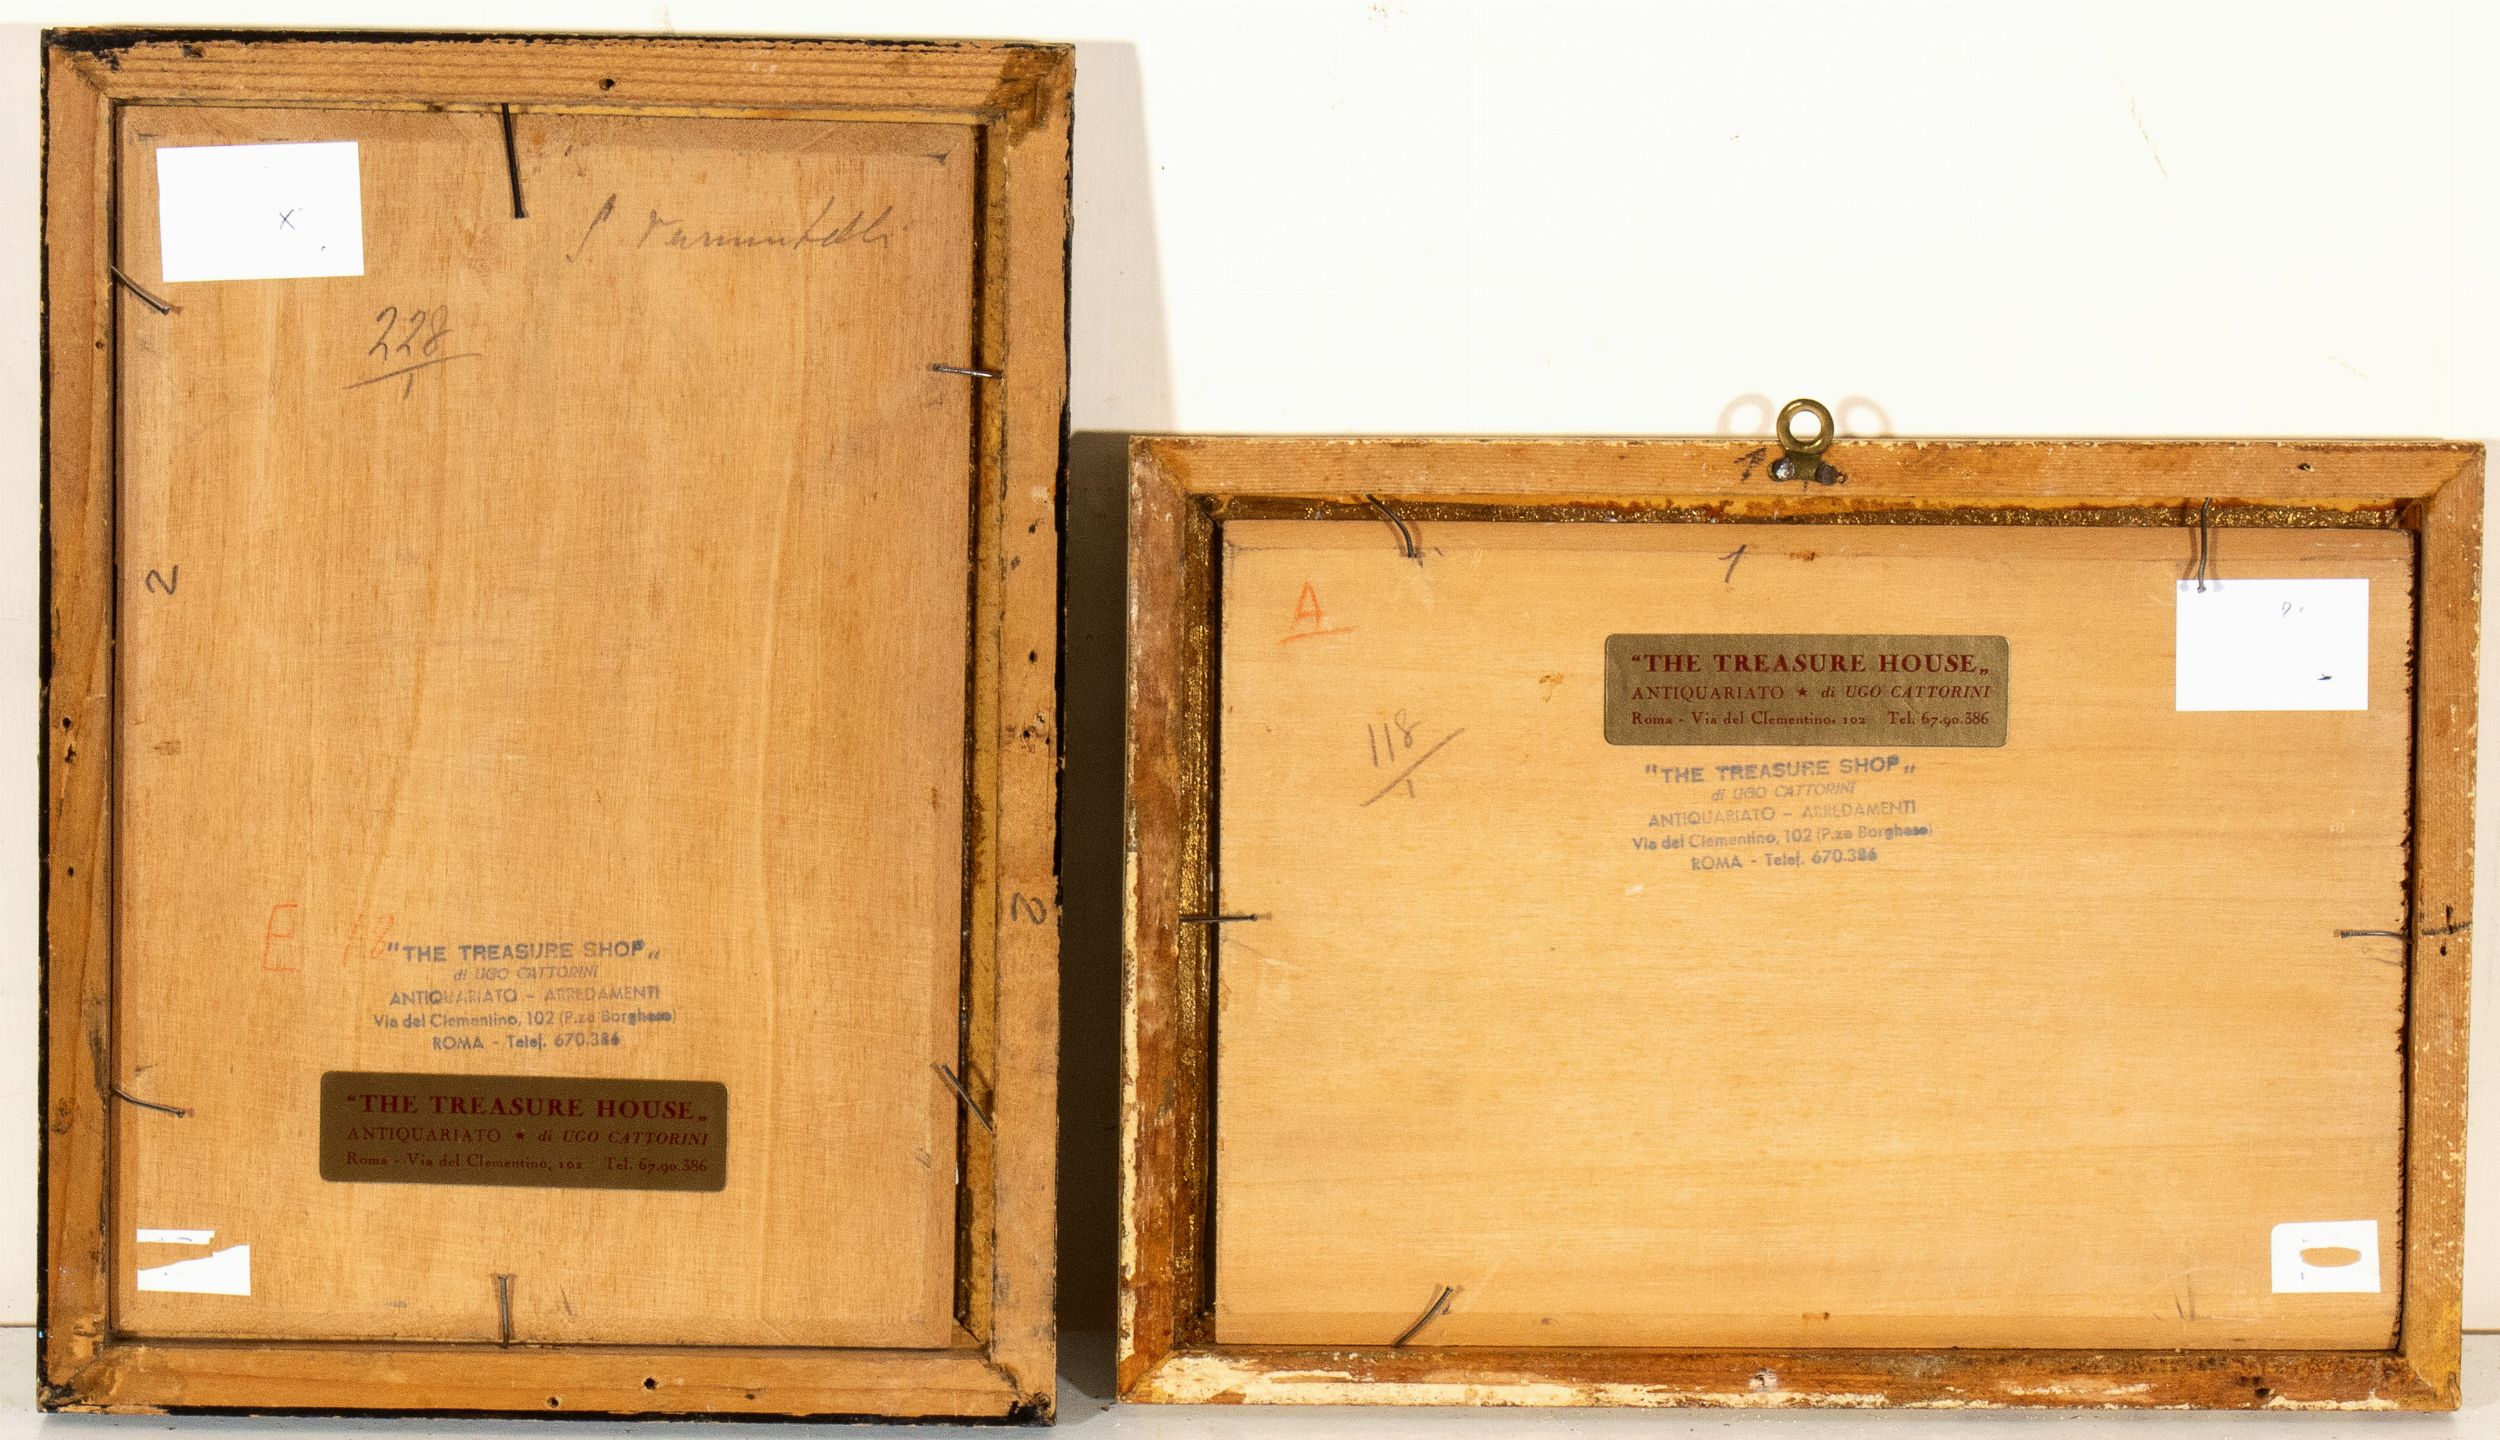 X
228
1
2
2
E 18
"THE TREASURE SHOP„
di UGO CATTORINI
ANTIQUARIATO - ARREDAMENTI
Via del Clementino, 102 (P.za Borghese)
ROMA - Telef. 670.386
"THE TREASURE HOUSE„
ANTIQUARIATO ★ di UGO CATTORINI
Roma - Via del Clementino, 102 Tel. 67.90.386
1
1
A
118
1
"THE TREASURE HOUSE„
ANTIQUARIATO ★ di UGO CATTORINI
Roma - Via del Clementino, 102 Tel. 67.90.386
"THE TREASURE SHOP„
di UGO CATTORINI
ANTIQUARIATO - ARREDAMENTI
Via del Clementino, 102 (P.za Borghese)
ROMA - Telef. 670.386